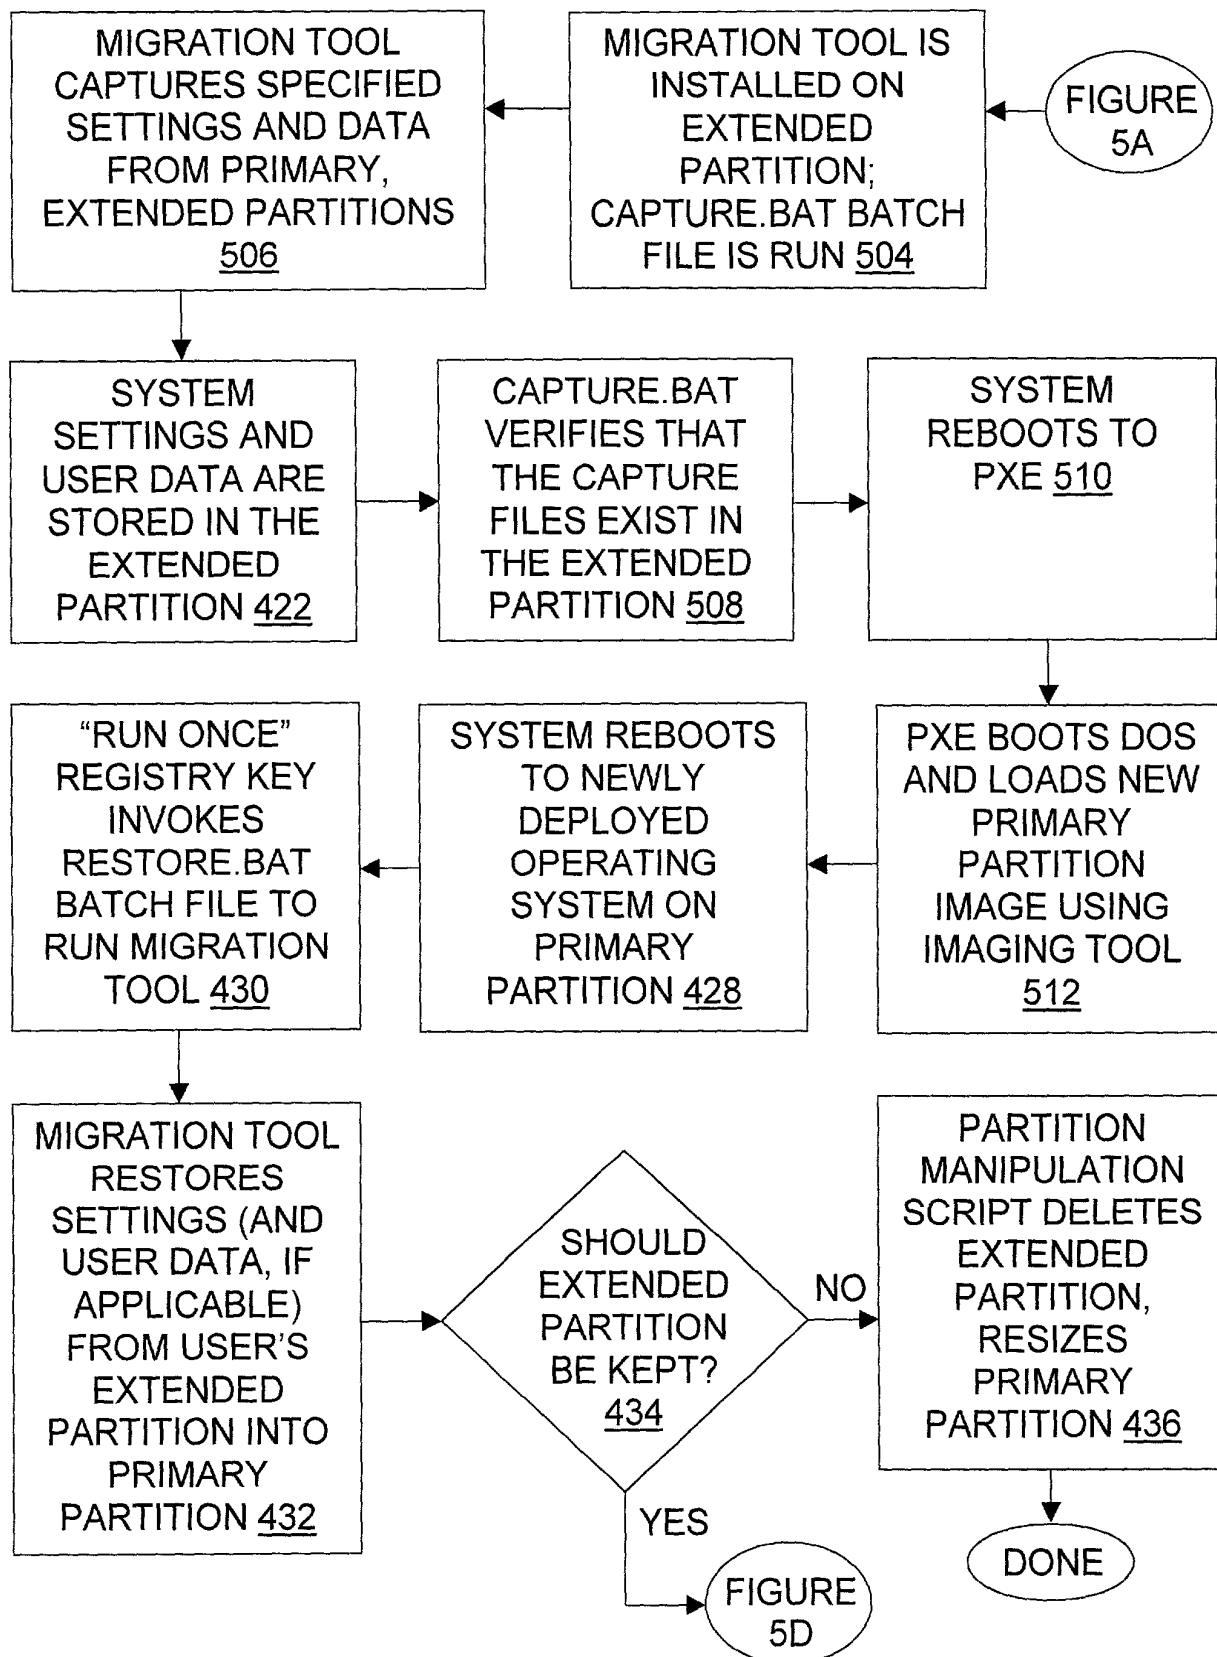 MIGRATION TOOL
CAPTURES SPECIFIED
SETTINGS AND DATA
FROM PRIMARY,
EXTENDED PARTITIONS
506
MIGRATION TOOL IS
INSTALLED ON
EXTENDED
PARTITION;
CAPTURE.BAT BATCH
FILE IS RUN 504
FIGURE
5A
SYSTEM
SETTINGS AND
USER DATA ARE
STORED IN THE
EXTENDED
PARTITION 422
CAPTURE.BAT
VERIFIES THAT
THE CAPTURE
FILES EXIST IN
THE EXTENDED
PARTITION 508
SYSTEM
REBOOTS TO
PXE 510
“RUN ONCE”
REGISTRY KEY
INVOKES
RESTORE.BAT
BATCH FILE TO
RUN MIGRATION
TOOL 430
SYSTEM REBOOTS
TO NEWLY
DEPLOYED
OPERATING
SYSTEM ON
PRIMARY
PARTITION 428
PXE BOOTS DOS
AND LOADS NEW
PRIMARY
PARTITION
IMAGE USING
IMAGING TOOL
512
MIGRATION TOOL
RESTORES
SETTINGS (AND
USER DATA, IF
APPLICABLE)
FROM USER’S
EXTENDED
PARTITION INTO
PRIMARY
PARTITION 432
SHOULD
EXTENDED
PARTITION
BE KEPT?
434
NO
YES
PARTITION
MANIPULATION
SCRIPT DELETES
EXTENDED
PARTITION,
RESIZES
PRIMARY
PARTITION 436
DONE
FIGURE
5D